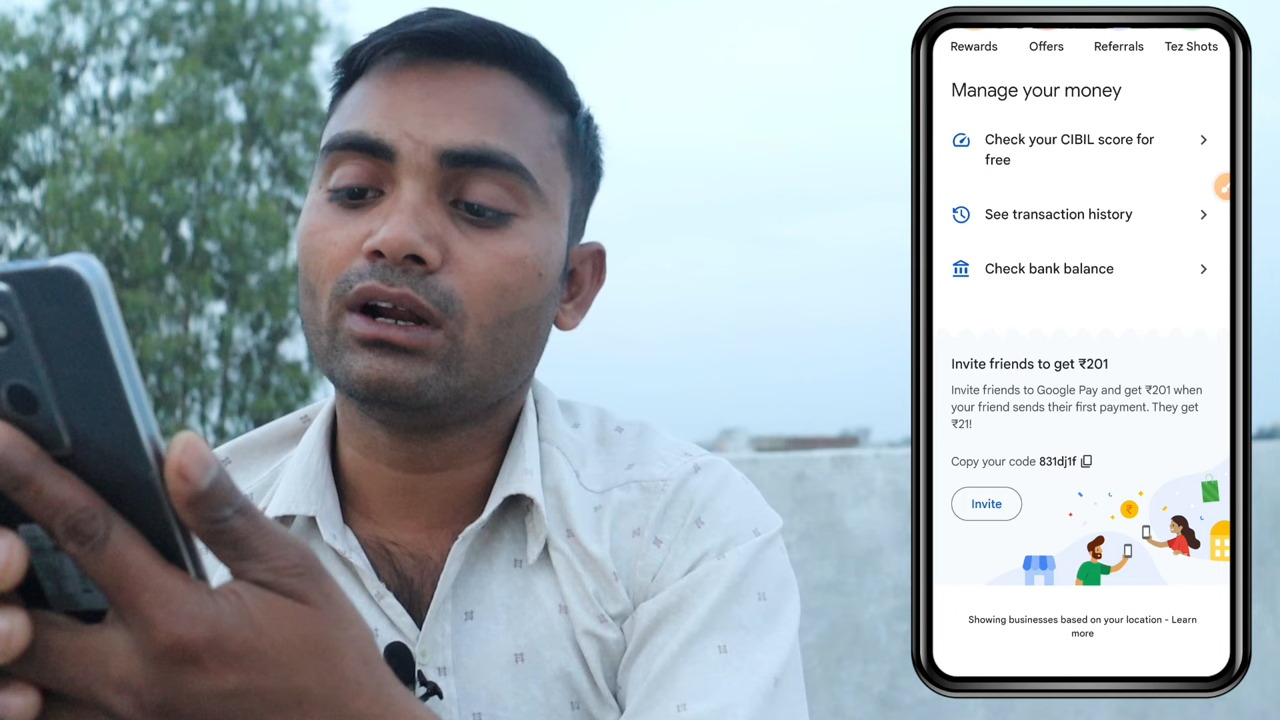 Rewards Offers Referrals Tez Shots
Manage your money
Check your CIBIL score for
free
See transaction history
Check bank balance
Invite friends to get ₹201
Invite friends to Google Pay and get ₹201 when
your friend sends their first payment. They get
₹21!
Copy your code 831dj1f
Invite
₹
Showing businesses based on your location - Learn
more